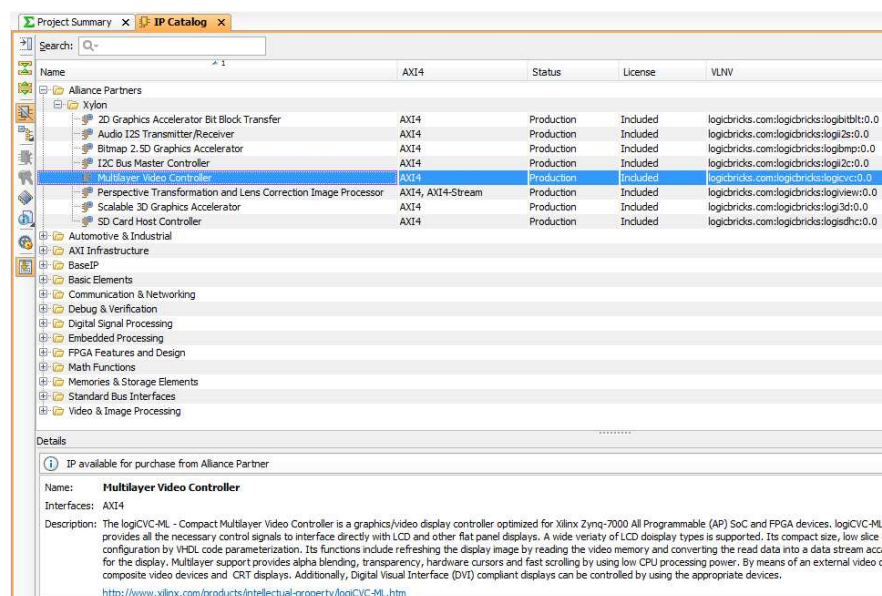 Project Summary × IP Catalog ×
Search:
Name 1 AXI4 Status License VLNV
Alliance Partners
Xylon
2D Graphics Accelerator Bit Block Transfer AXI4 Production Included logicbricks.com:logicbricks:logibitblt:0.0
Audio I2S Transmitter/Receiver AXI4 Production Included logicbricks.com:logicbricks:logii2s:0.0
Bitmap 2.5D Graphics Accelerator AXI4 Production Included logicbricks.com:logicbricks:logibmp:0.0
I2C Bus Master Controller AXI4 Production Included logicbricks.com:logicbricks:logii2c:0.0
Multilayer Video Controller AXI4 Production Included logicbricks.com:logicbricks:logicvc:0.0
Perspective Transformation and Lens Correction Image Processor AXI4, AXI4-Stream Production Included logicbricks.com:logicbricks:logiview:0.0
Scalable 3D Graphics Accelerator AXI4 Production Included logicbricks.com:logicbricks:logi3d:0.0
SD Card Host Controller AXI4 Production Included logicbricks.com:logicbricks:logisdhc:0.0
Automotive & Industrial
AXI Infrastructure
BaseIP
Basic Elements
Communication & Networking
Debug & Verification
Digital Signal Processing
Embedded Processing
FPGA Features and Design
Math Functions
Memories & Storage Elements
Standard Bus Interfaces
Video & Image Processing
Details
IP available for purchase from Alliance Partner
Name: Multilayer Video Controller
Interfaces: AXI4
Description: The logiCVC-ML - Compact Multilayer Video Controller is a graphics/video display controller optimized for Xilinx Zynq-7000 All Programmable (AP) SoC and FPGA devices. logiCVC-ML
provides all the necessary control signals to interface directly with LCD and other flat panel displays. A wide veriaty of LCD doisplay types is supported. Its compact size, low slice
configuration by VHDL code parameterization. Its functions include refreshing the display image by reading the video memory and converting the read data into a data stream acc
for the display. Multilayer support provides alpha blending, transparency, hardware cursors and fast scrolling by using low CPU processing power. By means of an external video
composite video devices and CRT displays. Additionally, Digital Visual Interface (DVI) compliant displays can be controlled by using the appropriate devices.
http://www.xilinx.com/products/intellectual-property/logiCVC-ML.htm